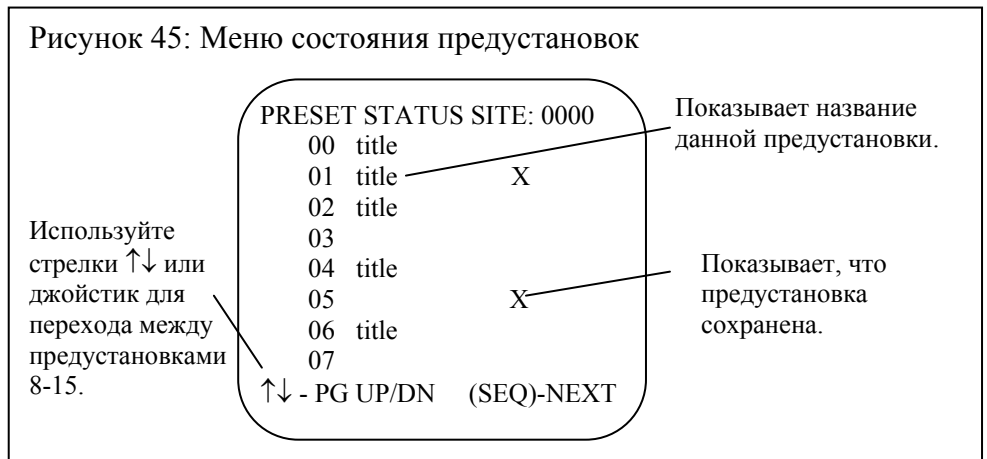 Рисунок 45: Меню состояния предустановок
PRESET STATUS SITE: 0000
00 title
01 title X
02 title
03
04 title
05 X
06 title
07
↑↓ - PG UP/DN (SEQ)-NEXT
Показывает название
данной предустановки.
Показывает, что
предустановка
сохранена.
Используйте
стрелки ↑↓ или
джойстик для
перехода между
предустановками
8-15.